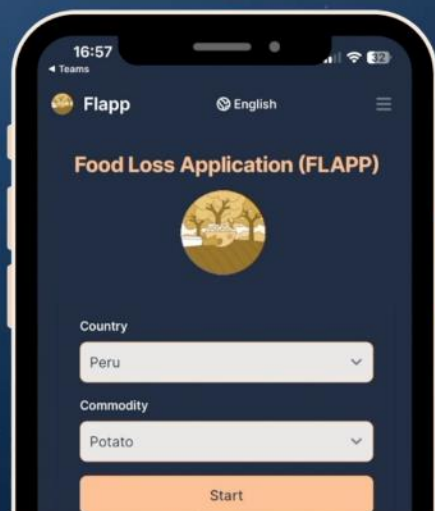 16:57
◄ Teams
32
Flapp
English
Food Loss Application (FLAPP)
Country
Peru
Commodity
Potato
Start